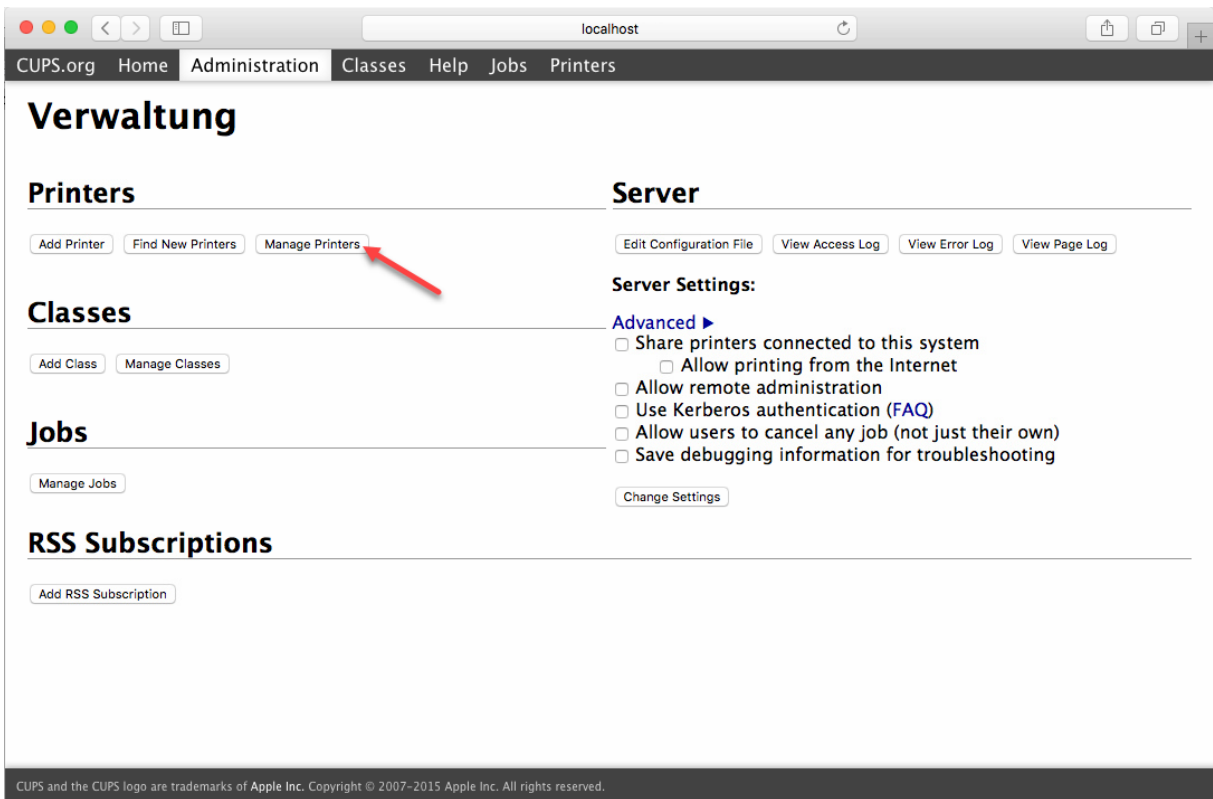 localhost
CUPS.org Home Administration Classes Help Jobs Printers
Verwaltung
Printers
Add Printer Find New Printers Manage Printers
Classes
Add Class Manage Classes
Jobs
Manage Jobs
Server
Edit Configuration File View Access Log View Error Log View Page Log
Server Settings:
Advanced ▶
Share printers connected to this system
Allow printing from the Internet
Allow remote administration
Use Kerberos authentication (FAQ)
Allow users to cancel any job (not just their own)
Save debugging information for troubleshooting
Change Settings
RSS Subscriptions
Add RSS Subscription
CUPS and the CUPS logo are trademarks of Apple Inc. Copyright © 2007-2015 Apple Inc. All rights reserved.